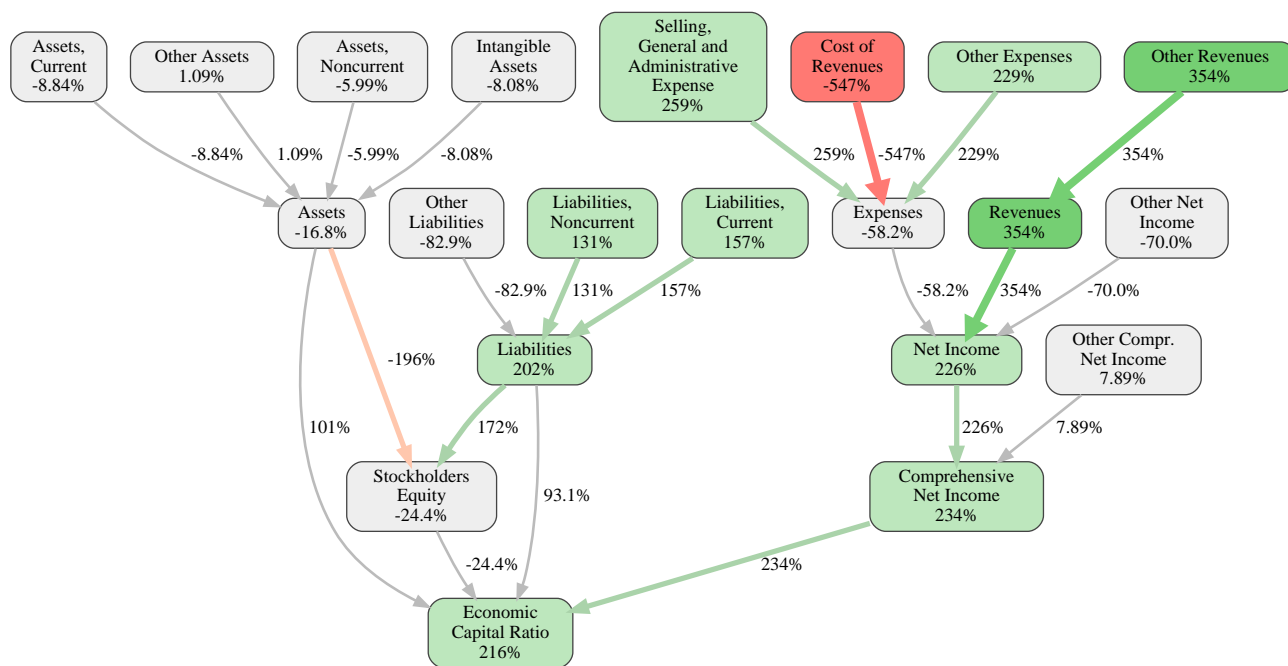 Assets,
Current
-8.84%
Other Assets
1.09%
Assets,
Noncurrent
-5.99%
Intangible
Assets
-8.08%
Selling,
General and
Administrative
Expense
259%
Cost of
Revenues
-547%
Other Expenses
229%
Other Revenues
354%
-8.84%
1.09%
-5.99%
-8.08%
259%
-547%
229%
354%
Assets
-16.8%
Other
Liabilities
-82.9%
Liabilities,
Noncurrent
131%
Liabilities,
Current
157%
Expenses
-58.2%
Revenues
354%
Other Net
Income
-70.0%
-82.9%
131%
157%
-58.2%
354%
-70.0%
Liabilities
202%
Net Income
226%
Other Compr.
Net Income
7.89%
-196%
101%
172%
93.1%
226%
7.89%
Stockholders
Equity
-24.4%
Comprehensive
Net Income
234%
-24.4%
234%
Economic
Capital Ratio
216%